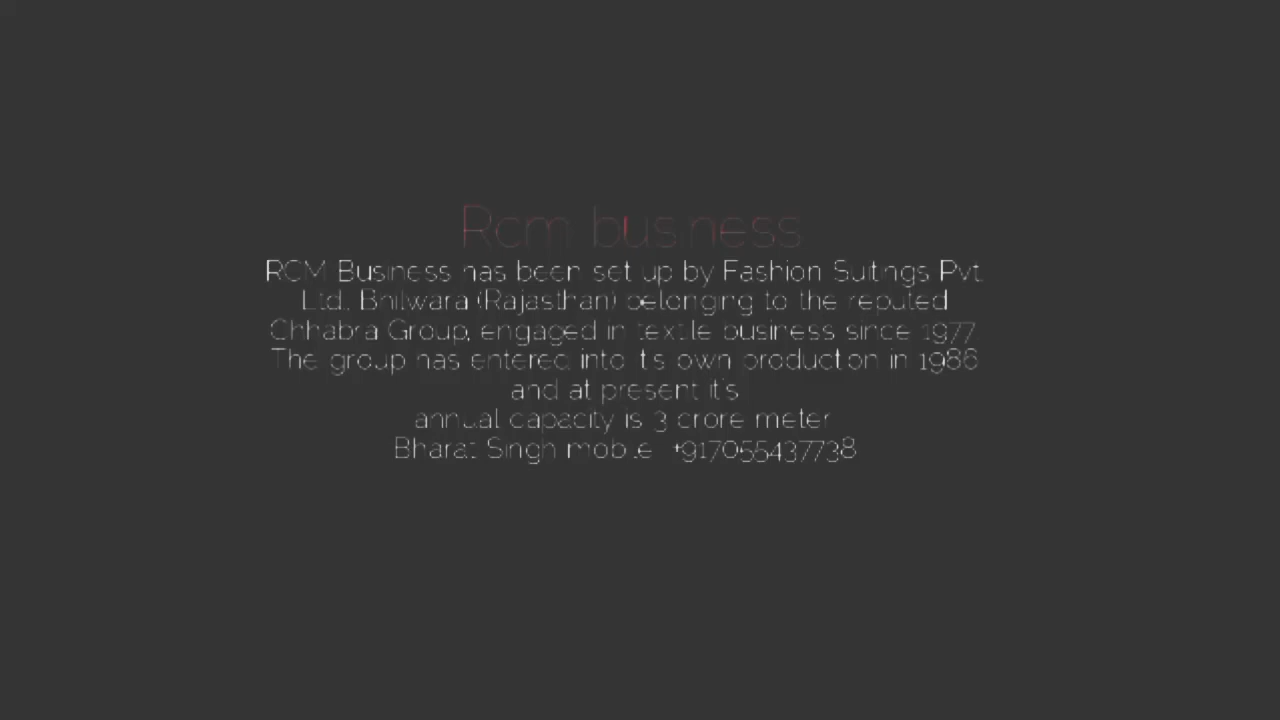 Rcm business
RCM Business has been set up by Fashion Suitings Pvt.
Ltd., Bhilwara (Rajasthan) belonging to the reputed
Chhabra Group, engaged in textile business since 1977
The group has entered into it's own production in 1986
and at present it's
annual capacity is 3 crore meter
Bharat Singh mobile +917055437738